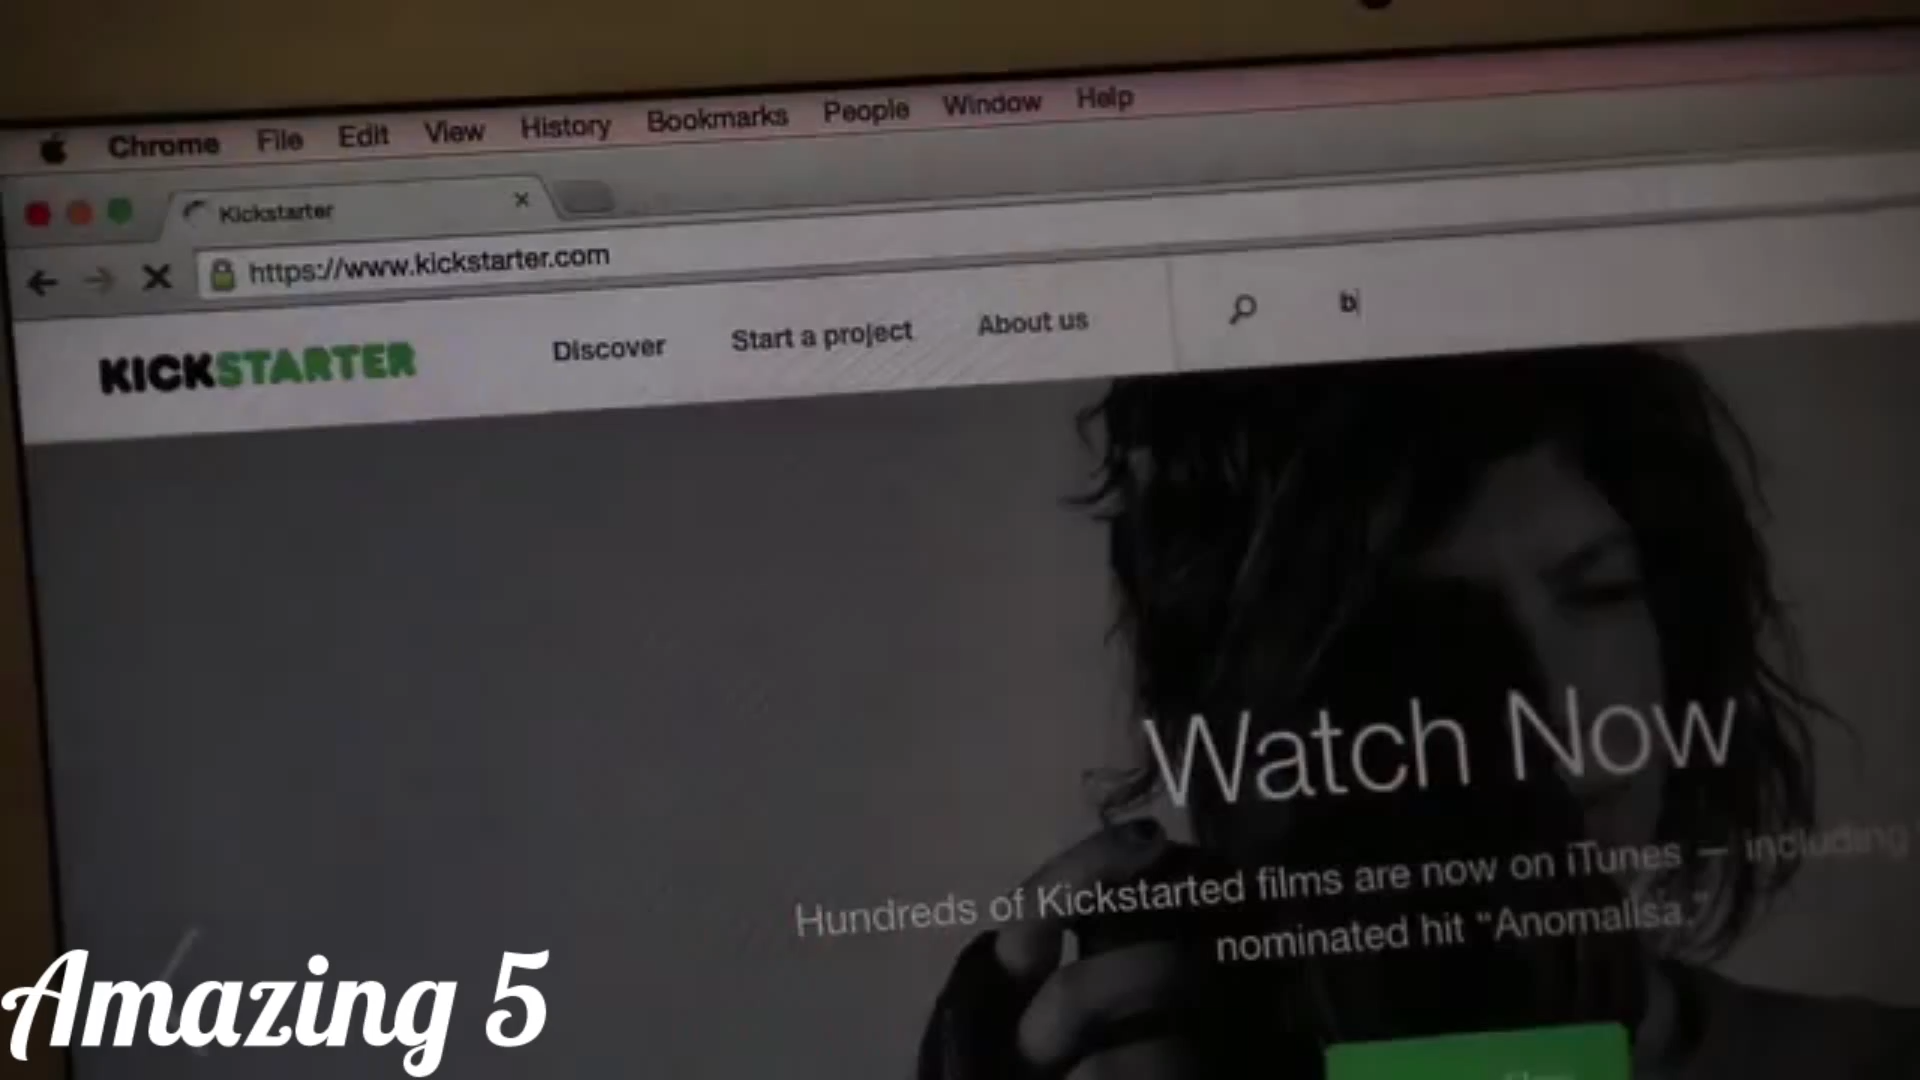 Chrome File Edit View History Bookmarks People Window Help
Kickstarter
https://www.kickstarter.com
KICKSTARTER Discover Start a project About us b
Watch Now
Hundreds of Kickstarted films are now on iTunes — including
nominated hit “Anomalisa.”
Amazing 5